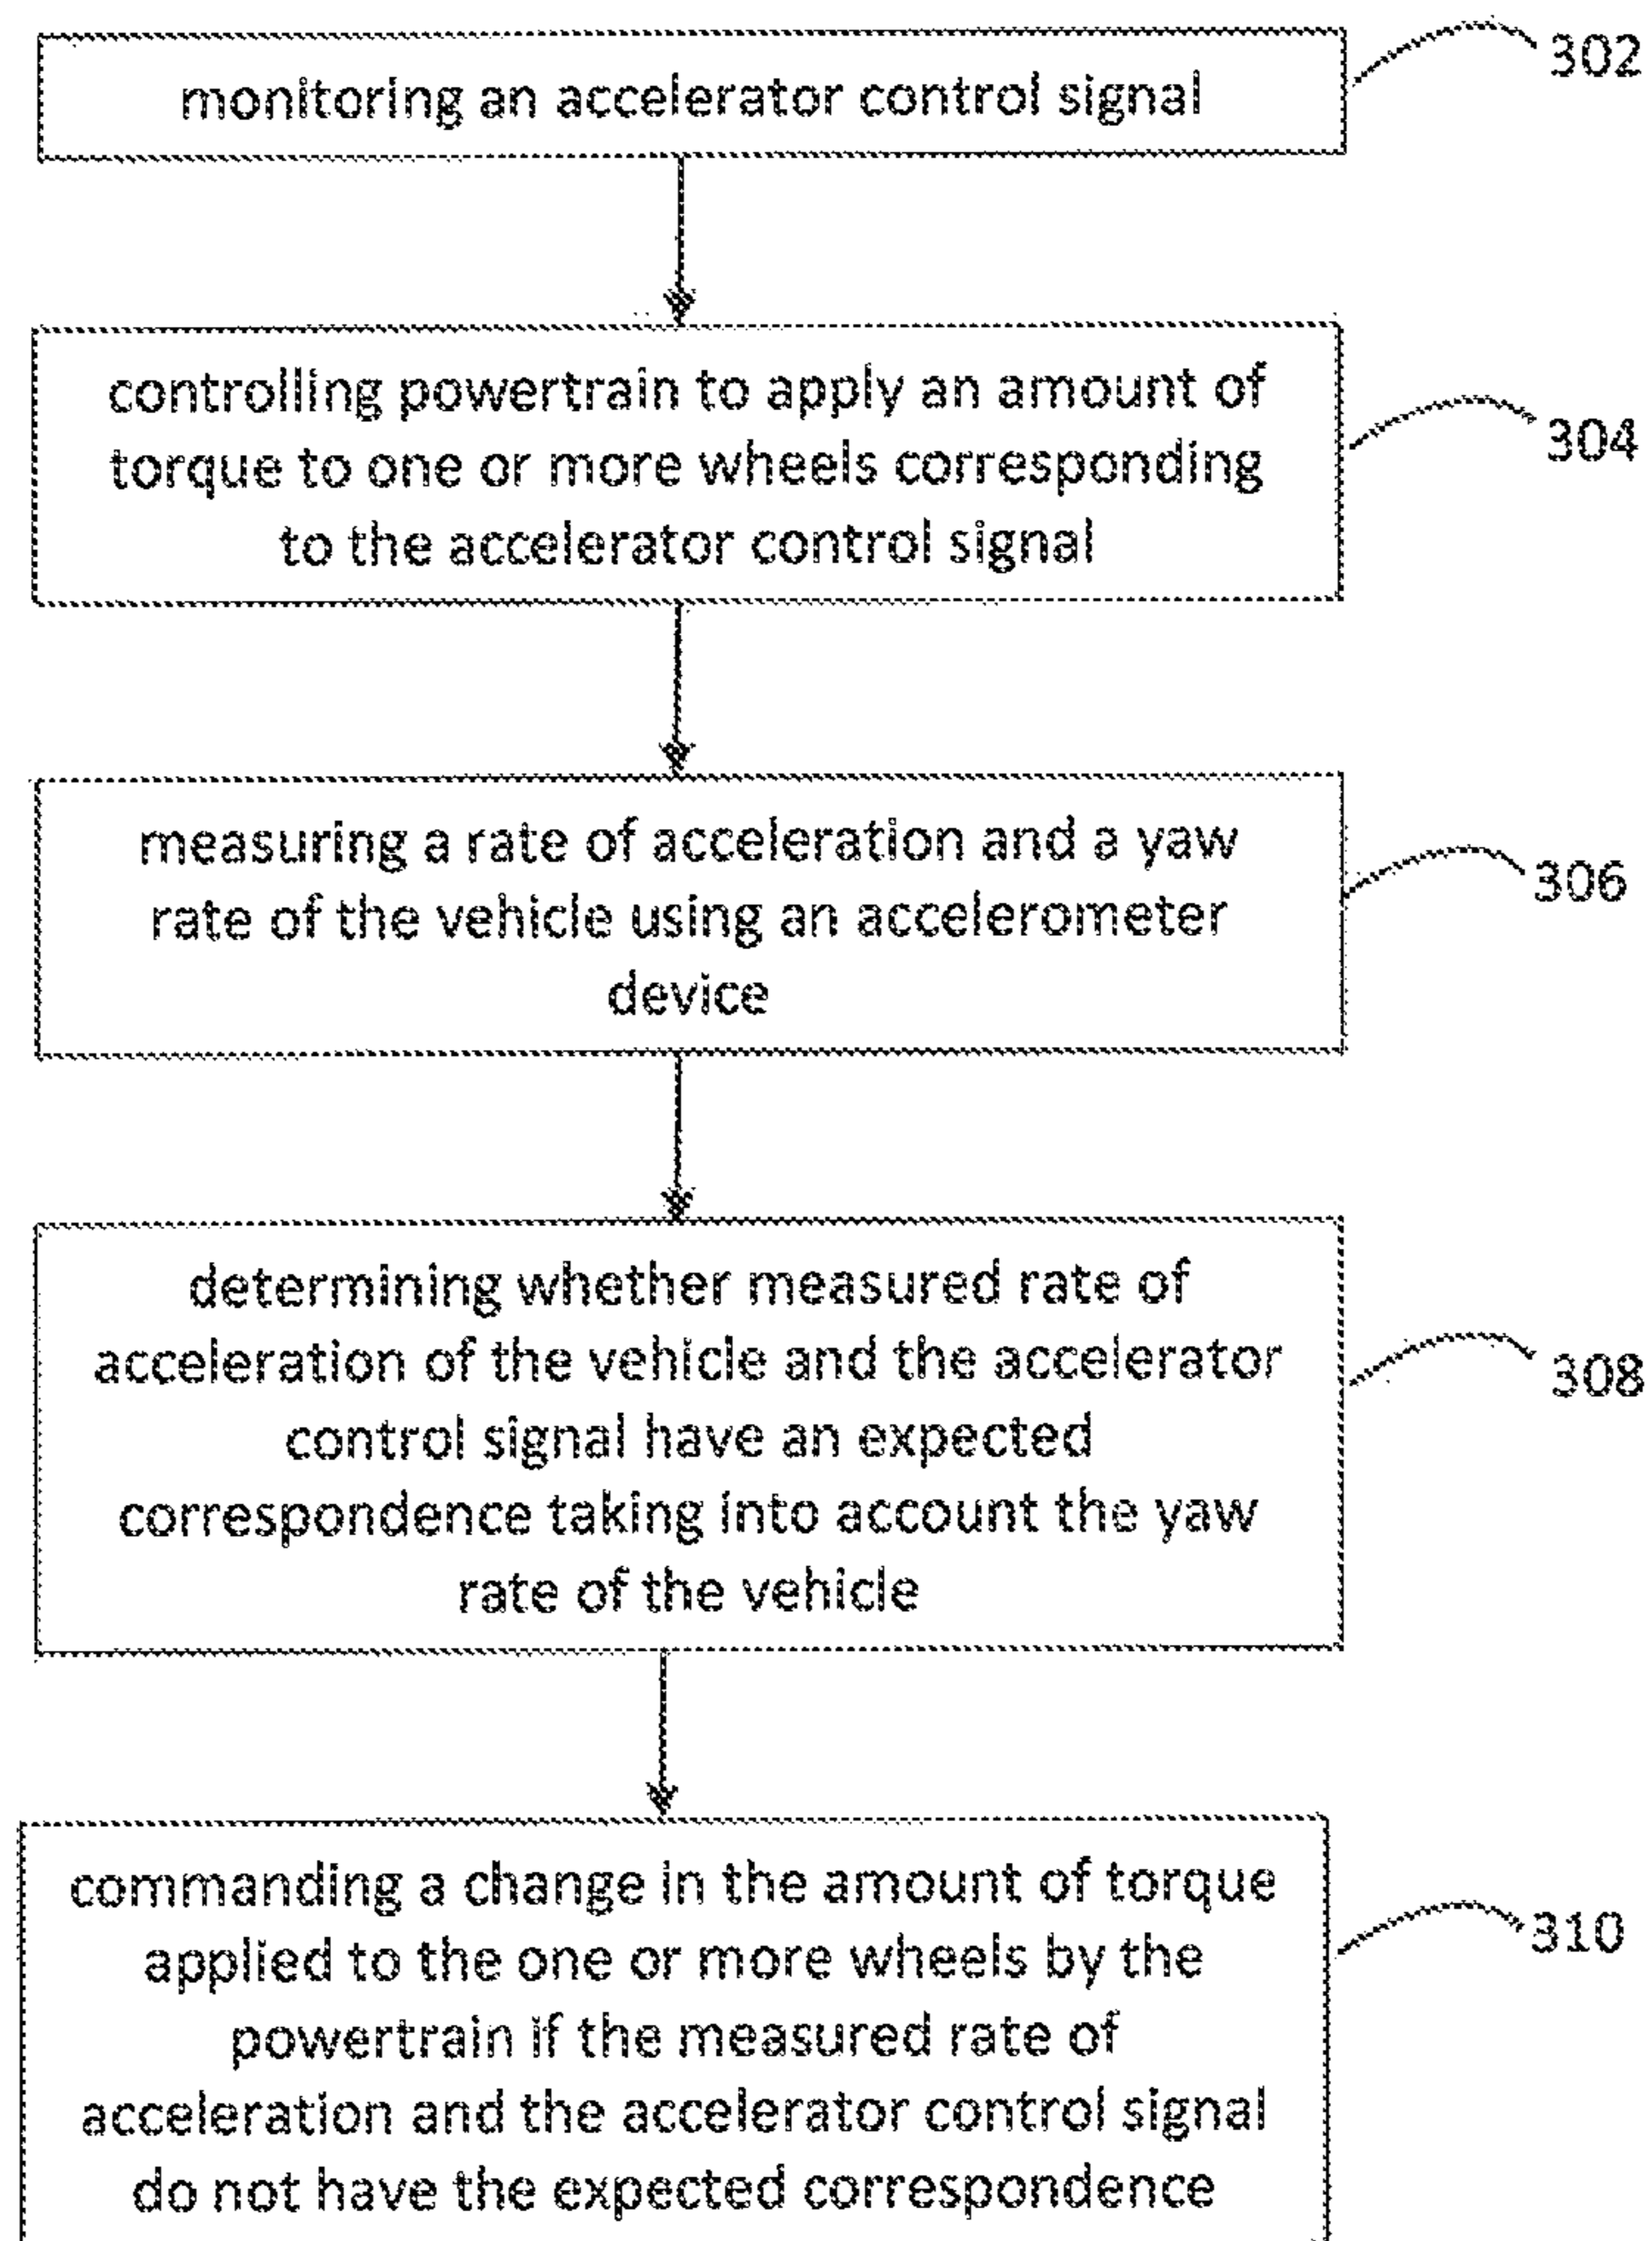 monitoring an accelerator control signal
302
controlling powertrain to apply an amount of
torque to one or more wheels corresponding
to the accelerator control signal
304
measuring a rate of acceleration and a yaw
rate of the vehicle using an accelerometer
device
306
determining whether measured rate of
acceleration of the vehicle and the accelerator
control signal have an expected
correspondence taking into account the yaw
rate of the vehicle
308
commanding a change in the amount of torque
applied to the one or more wheels by the
powertrain if the measured rate of
acceleration and the accelerator control signal
do not have the expected correspondence
310